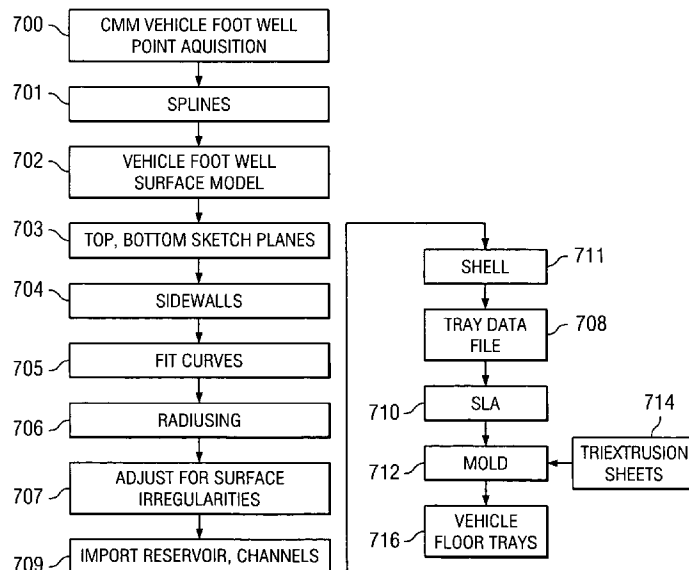 700
CMM VEHICLE FOOT WELL
POINT AQUISITION
701
SPLINES
702
VEHICLE FOOT WELL
SURFACE MODEL
703
TOP, BOTTOM SKETCH PLANES
704
SIDEWALLS
705
FIT CURVES
706
RADIUSING
707
ADJUST FOR SURFACE
IRREGULARITIES
709
IMPORT RESERVOIR, CHANNELS
SHELL
711
TRAY DATA
FILE
708
710
SLA
712
MOLD
714
TRIEXTRUSION
SHEETS
716
VEHICLE
FLOOR TRAYS